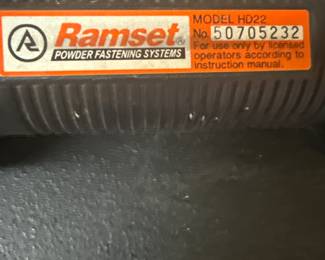 Ramset®
POWDER FASTENING SYSTEMS
MODEL HD22
No. 50705232
For use only by licensed
operators according to
instruction manual.